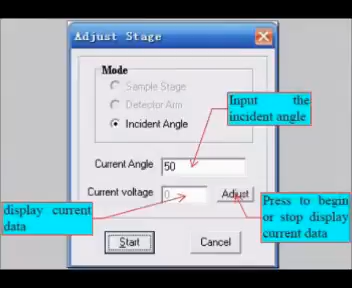 Adjust Stage
Mode
Sample Stage
Detector Arm
Incident Angle
Input the
incident angle
Current Angle 50
Current voltage 0 Adjust
display current
data
Press to begin
or stop display
current data
Start Cancel